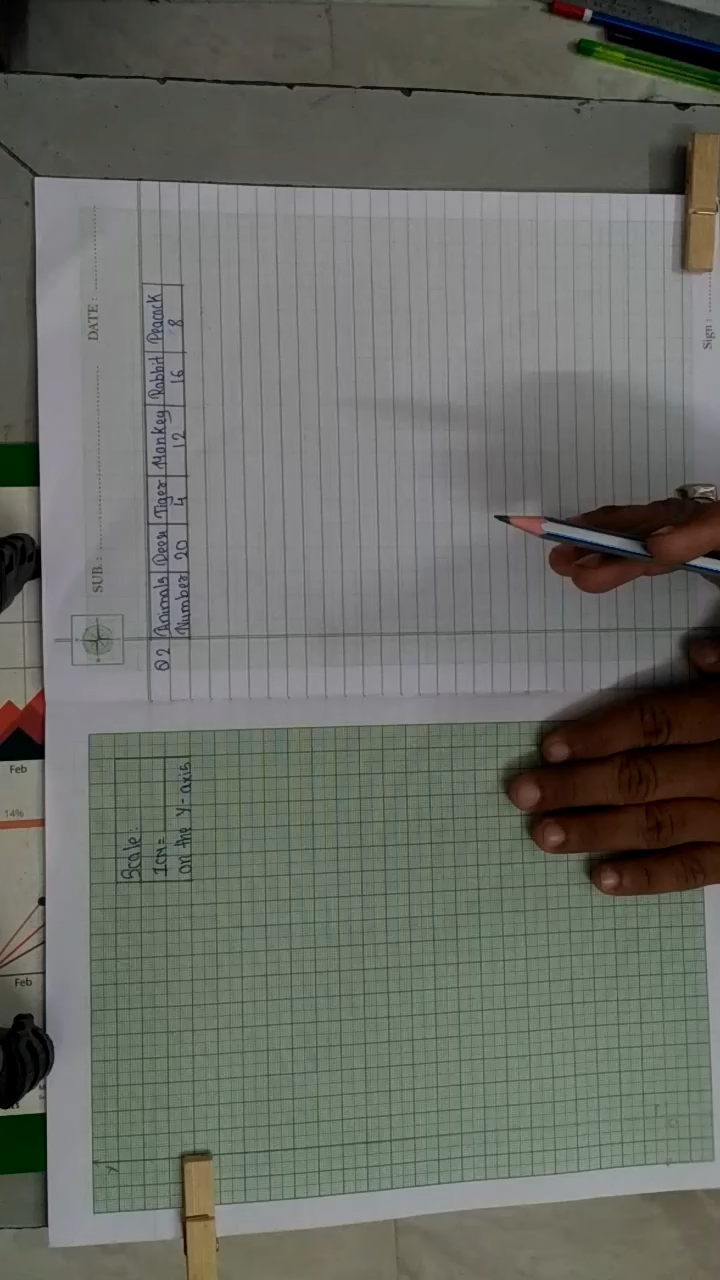 SUB. : DATE :
Q2 Animals Deer Tiger Monkey Rabbit Peacock
Number 20 4 12 16 8
Sign :
Scale:
1cm=
on the Y-axis
Y
Feb
14%
Feb